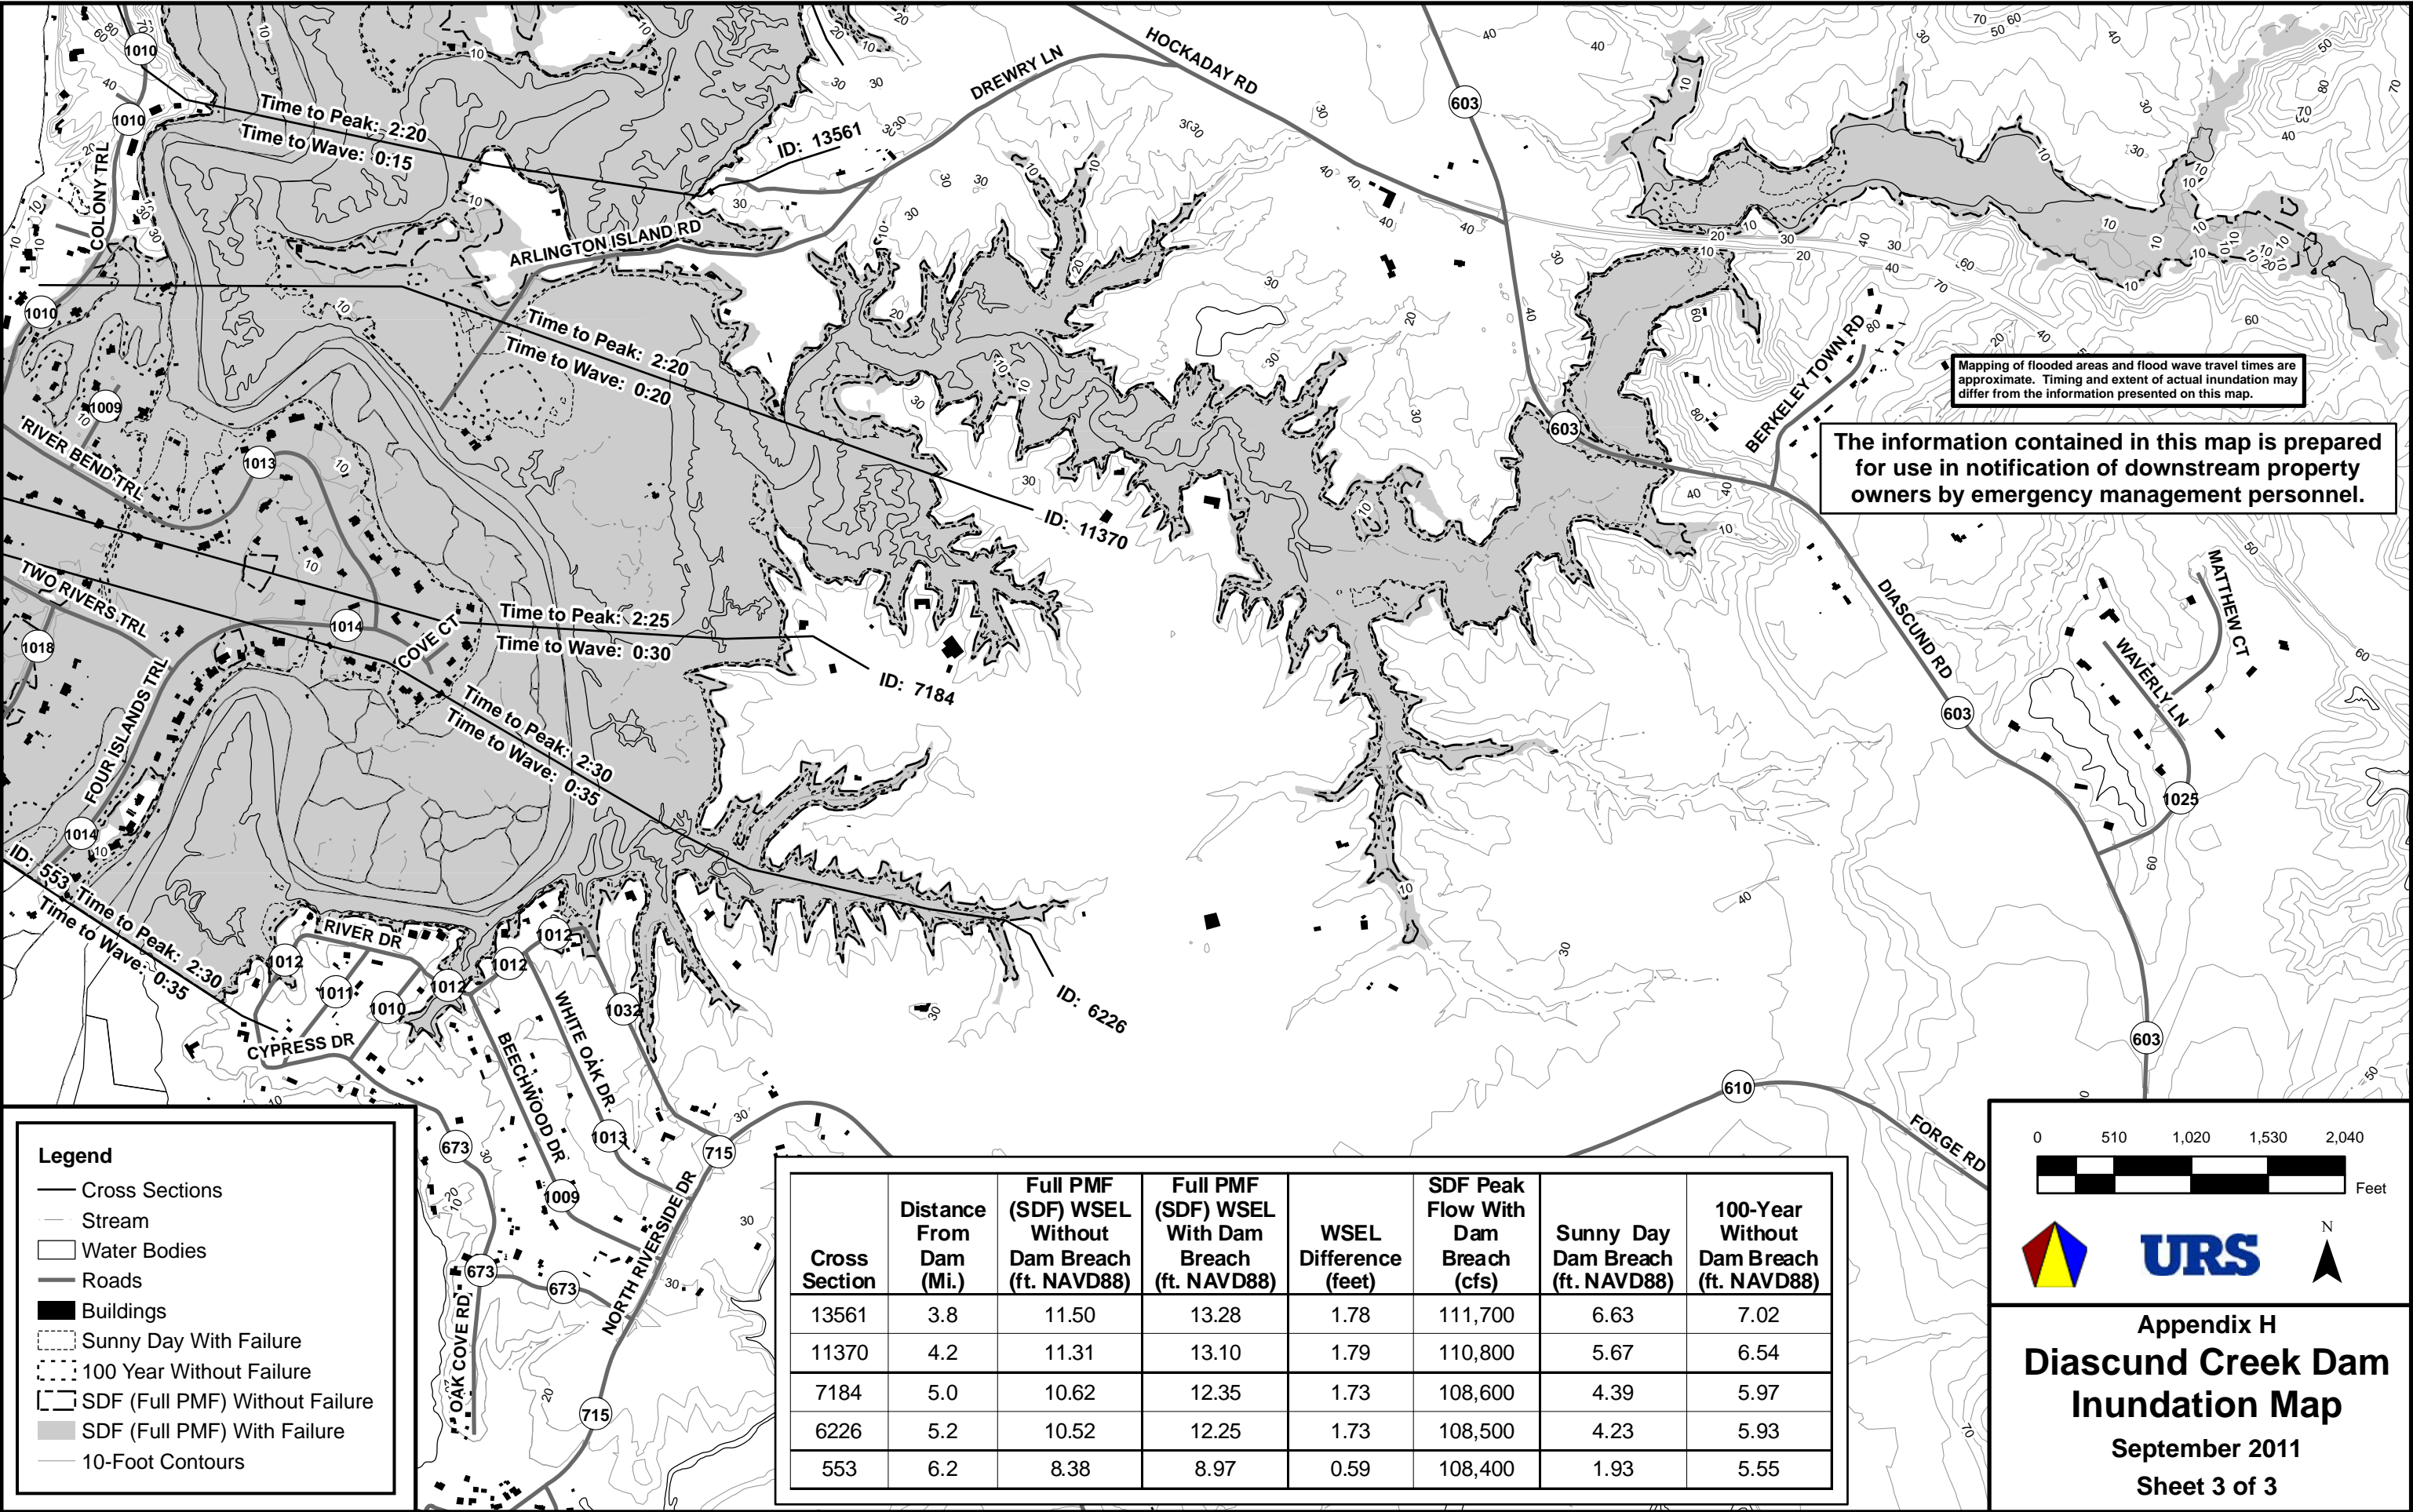 1010
1010
COLONY TRL
Time to Peak: 2:20
Time to Wave: 0:15
ID: 13561
DREWRY LN
HOCKADAY RD
603
ARLINGTON ISLAND RD
1010
Time to Peak: 2:20
Time to Wave: 0:20
ID: 11370
1009
RIVER BEND TRL
1013
603
BERKELEY TOWN RD
Mapping of flooded areas and flood wave travel times are
approximate. Timing and extent of actual inundation may
differ from the information presented on this map.
The information contained in this map is prepared
for use in notification of downstream property
owners by emergency management personnel.
TWO RIVERS TRL
1018
1014
COVE CT
Time to Peak: 2:25
Time to Wave: 0:30
ID: 7184
FOUR ISLANDS TRL
1014
Time to Peak: 2:30
Time to Wave: 0:35
ID: 6226
DIASCUND RD
603
MATTHEW CT
WAVERLY LN
1025
603
ID: 553 Time to Peak: 2:30
Time to Wave: 0:35
RIVER DR
1012
1011
1010
1012
1012
1012
1032
CYPRESS DR
BEECHWOOD DR
WHITE OAK DR
1013
1009
673
673
673
715
NORTH RIVERSIDE DR
OAK COVE RD
715
610
FORGE RD
Legend
Cross Sections
Stream
Water Bodies
Roads
Buildings
Sunny Day With Failure
100 Year Without Failure
SDF (Full PMF) Without Failure
SDF (Full PMF) With Failure
10-Foot Contours
Cross Section | Distance From Dam (Mi.) | Full PMF (SDF) WSEL Without Dam Breach (ft. NAVD88) | Full PMF (SDF) WSEL With Dam Breach (ft. NAVD88) | WSEL Difference (feet) | SDF Peak Flow With Dam Breach (cfs) | Sunny Day Dam Breach (ft. NAVD88) | 100-Year Without Dam Breach (ft. NAVD88)
13561 3.8 11.50 13.28 1.78 111,700 6.63 7.02
11370 4.2 11.31 13.10 1.79 110,800 5.67 6.54
7184 5.0 10.62 12.35 1.73 108,600 4.39 5.97
6226 5.2 10.52 12.25 1.73 108,500 4.23 5.93
553 6.2 8.38 8.97 0.59 108,400 1.93 5.55
0 510 1,020 1,530 2,040
Feet
URS
N
Appendix H
Diascund Creek Dam
Inundation Map
September 2011
Sheet 3 of 3